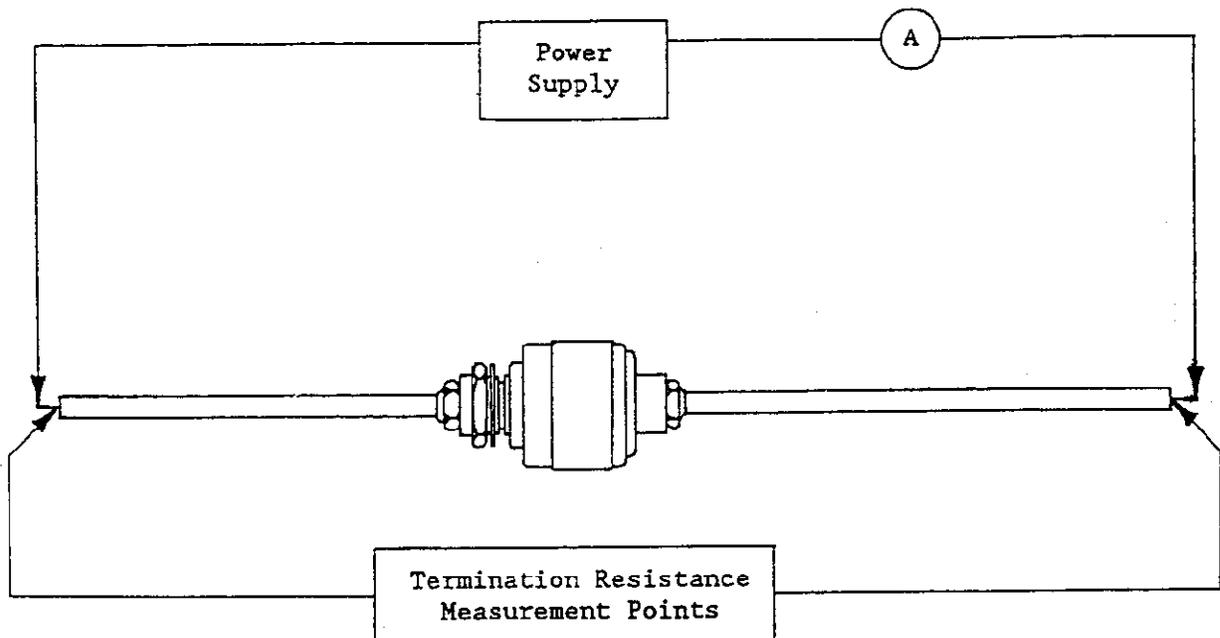 Power
Supply
A
Termination Resistance
Measurement Points